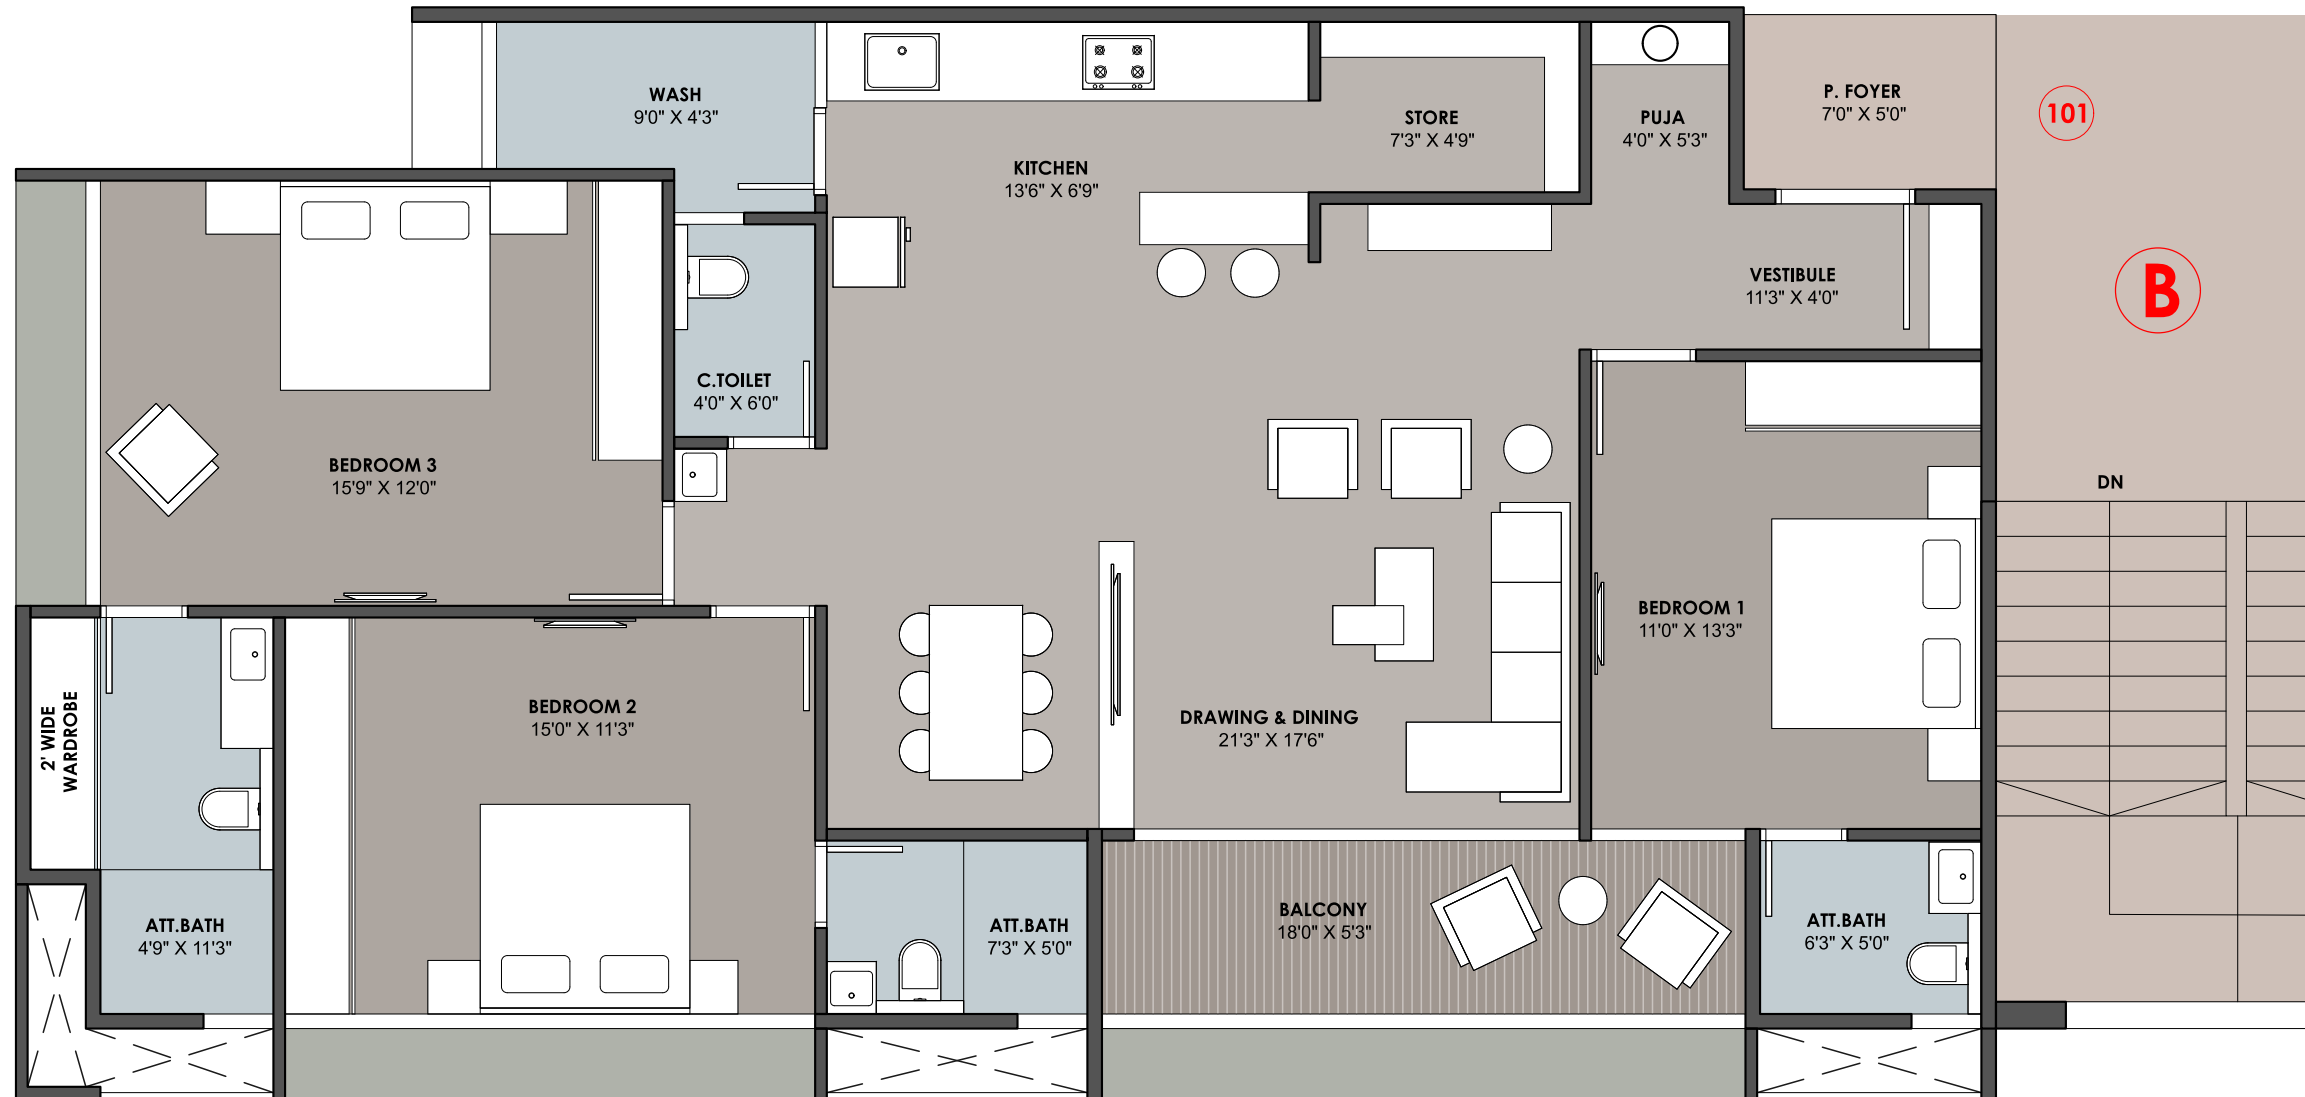 WASH
9'0" X 4'3"
KITCHEN
13'6" X 6'9"
STORE
7'3" X 4'9"
PUJA
4'0" X 5'3"
P. FOYER
7'0" X 5'0"
101
B
VESTIBULE
11'3" X 4'0"
C.TOILET
4'0" X 6'0"
BEDROOM 3
15'9" X 12'0"
DN
BEDROOM 1
11'0" X 13'3"
2' WIDE
WARDROBE
BEDROOM 2
15'0" X 11'3"
DRAWING & DINING
21'3" X 17'6"
ATT.BATH
4'9" X 11'3"
ATT.BATH
7'3" X 5'0"
BALCONY
18'0" X 5'3"
ATT.BATH
6'3" X 5'0"